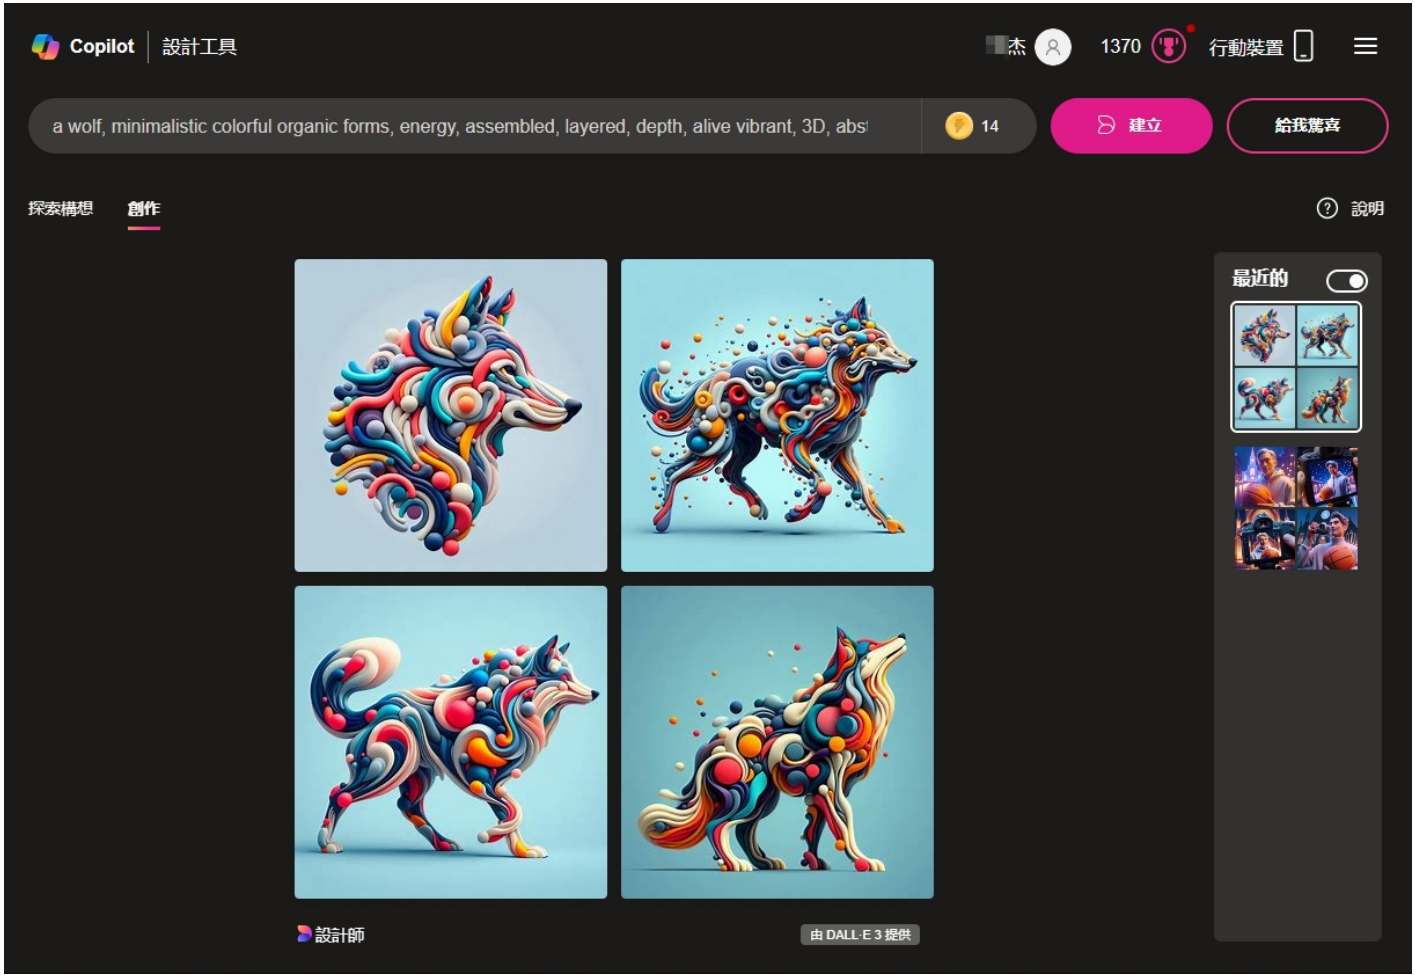 Copilot 設計工具
杰
1370
行動裝置
a wolf, minimalistic colorful organic forms, energy, assembled, layered, depth, alive vibrant, 3D,
14
建立
給我驚喜
探索構想
創作
說明
最近的
設計師
由 DALL·E 3 提供